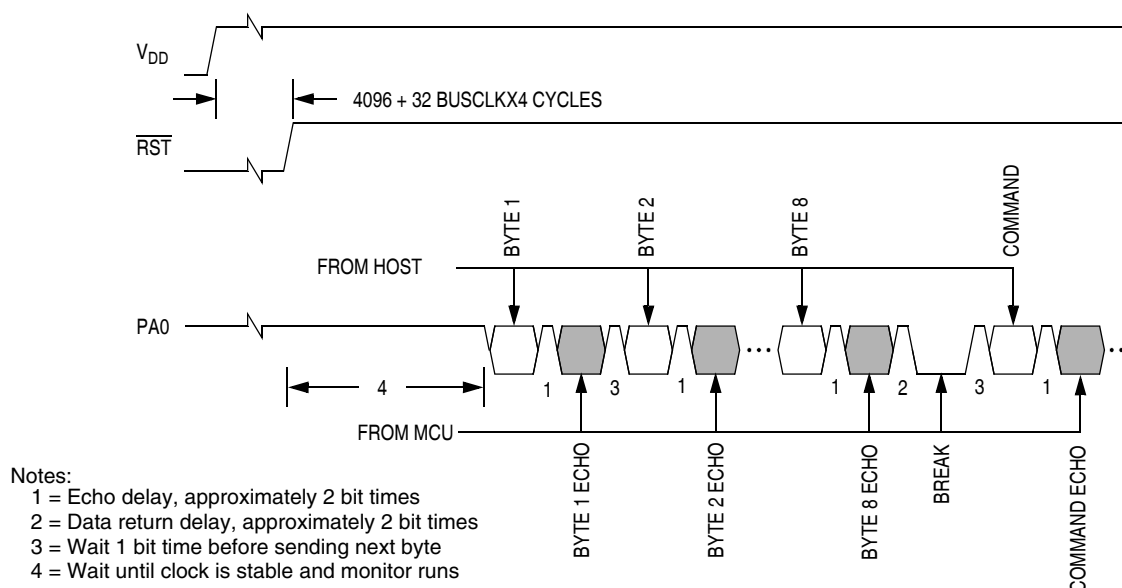 VDD
4096 + 32 BUSCLKX4 CYCLES
RST
BYTE 1
BYTE 2
BYTE 8
COMMAND
FROM HOST
PA0
4
1
3
1
1
2
3
1
FROM MCU
BYTE 1 ECHO
BYTE 2 ECHO
BYTE 8 ECHO
BREAK
COMMAND ECHO
Notes:
1 = Echo delay, approximately 2 bit times
2 = Data return delay, approximately 2 bit times
3 = Wait 1 bit time before sending next byte
4 = Wait until clock is stable and monitor runs